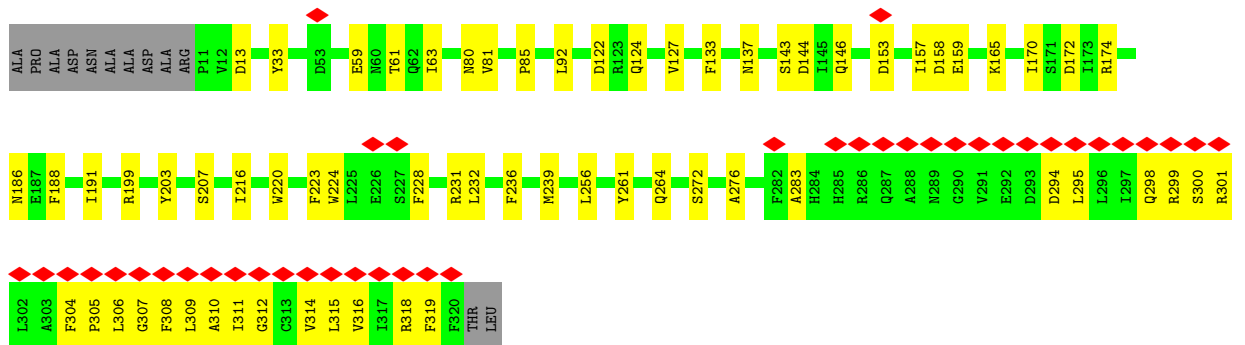 ALA PRO ALA ASP ASN ALA ALA ASP ALA ARG P11 V12 D13 Y33 D53 E59 N60 T61 Q62 I63 N80 V81 P85 L92 D122 R123 Q124 V127 F133 N137 S143 D144 I145 Q146 D153 I157 D158 E159 K165 I170 S171 D172 I173 R174
N186 E187 F188 I191 R199 Y203 S207 I216 W220 F223 W224 L225 E226 S227 F228 R231 L232 F236 M239 L256 Y261 Q264 S272 A276 F282 A283 H284 H285 R286 Q287 A288 N289 G290 V291 E292 D293 D294 L295 L296 I297 Q298 R299 S300 R301
L302 A303 F304 P305 L306 G307 F308 L309 A310 I311 G312 C313 V314 L315 V316 I317 R318 F319 F320 THR LEU